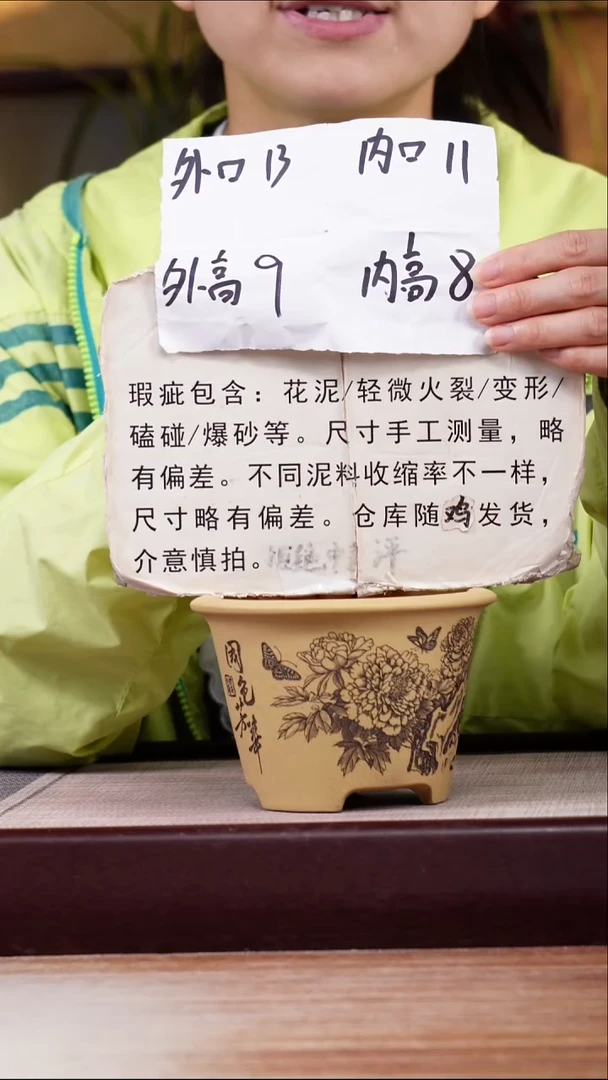 外口13 内口11
外高9 内高8
瑕疵包含：花泥/轻微火裂/变形/
磕碰/爆砂等。尺寸手工测量，略
有偏差。不同泥料收缩率不一样，
尺寸略有偏差。仓库随鸡发货，
介意慎拍。
國色芳華